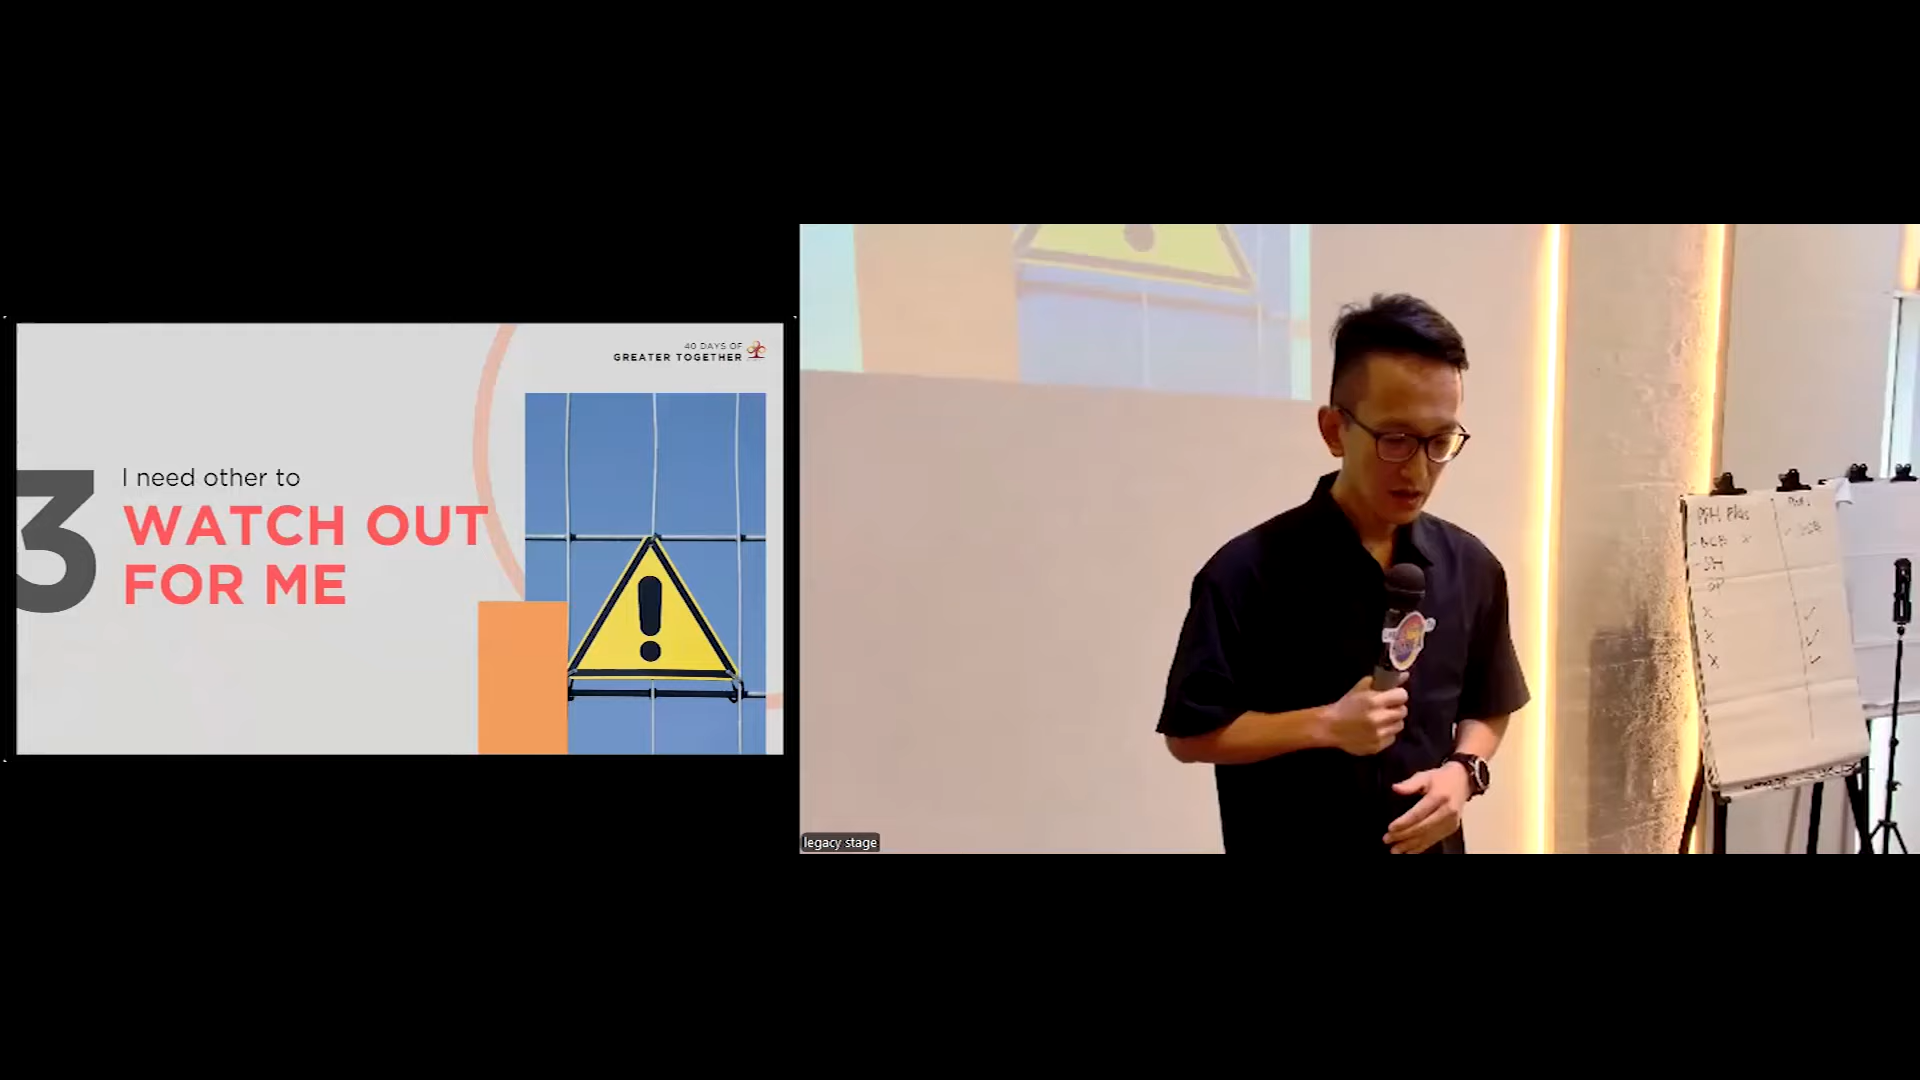 40 DAYS OF
GREATER TOGETHER
3
I need other to
WATCH OUT
FOR ME
legacy stage